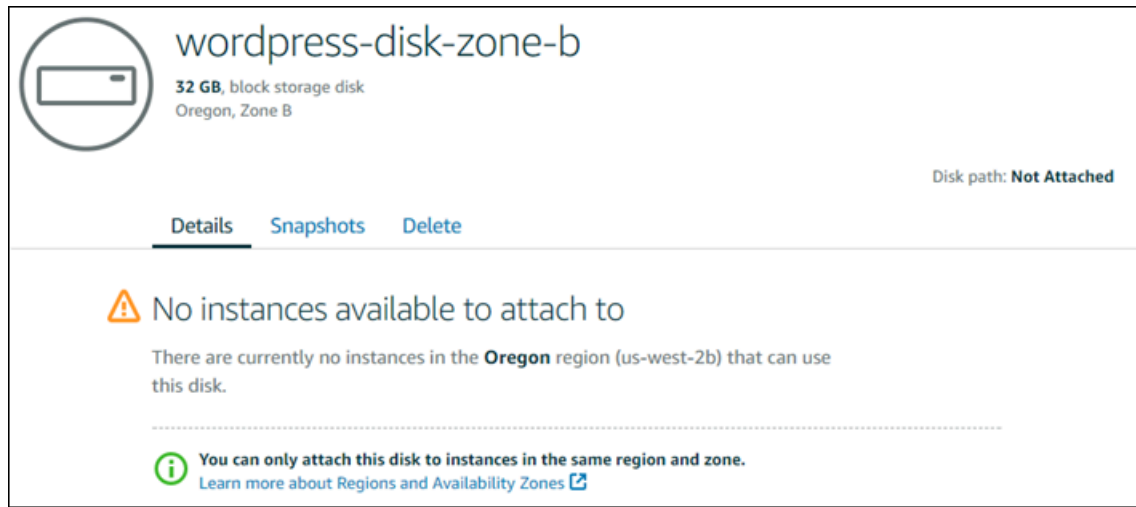 wordpress-disk-zone-b
32 GB, block storage disk
Oregon, Zone B
Disk path: Not Attached
Details Snapshots Delete
No instances available to attach to
There are currently no instances in the Oregon region (us-west-2b) that can use
this disk.
You can only attach this disk to instances in the same region and zone.
Learn more about Regions and Availability Zones